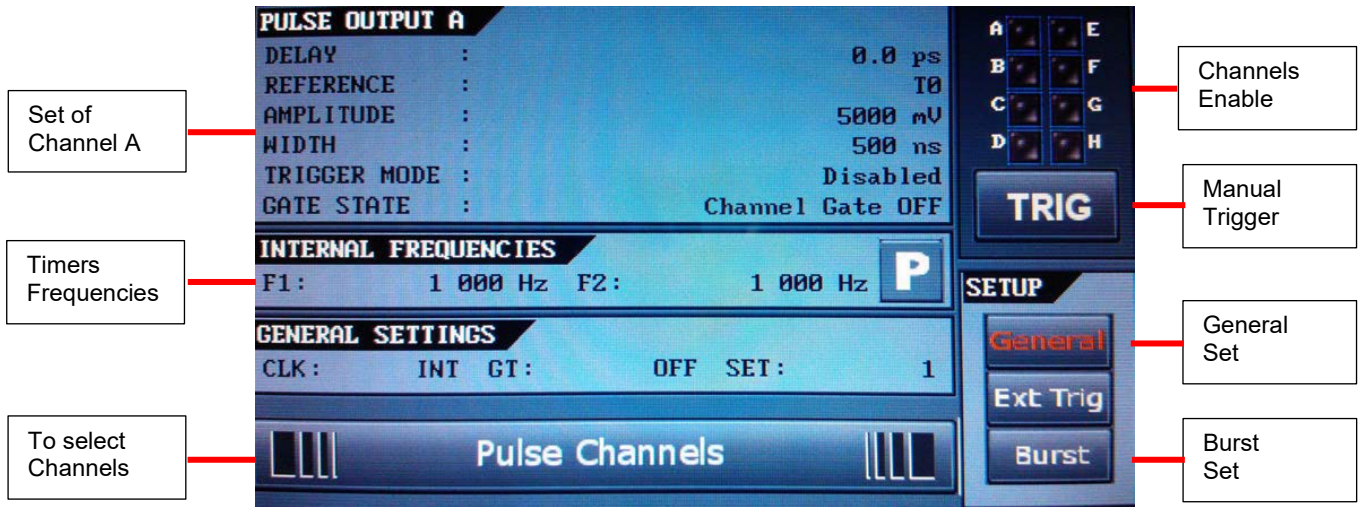 PULSE OUTPUT A
DELAY : 0.0 ps
REFERENCE : T0
AMPLITUDE : 5000 mV
WIDTH : 500 ns
TRIGGER MODE : Disabled
GATE STATE : Channel Gate OFF
INTERNAL FREQUENCIES
F1: 1 000 Hz F2: 1 000 Hz
P
GENERAL SETTINGS
CLK: INT GT: OFF SET: 1
Pulse Channels
A E
B F
C G
D H
TRIG
SETUP
General
Ext Trig
Burst
Set of
Channel A
Timers
Frequencies
To select
Channels
Channels
Enable
Manual
Trigger
General
Set
Burst
Set